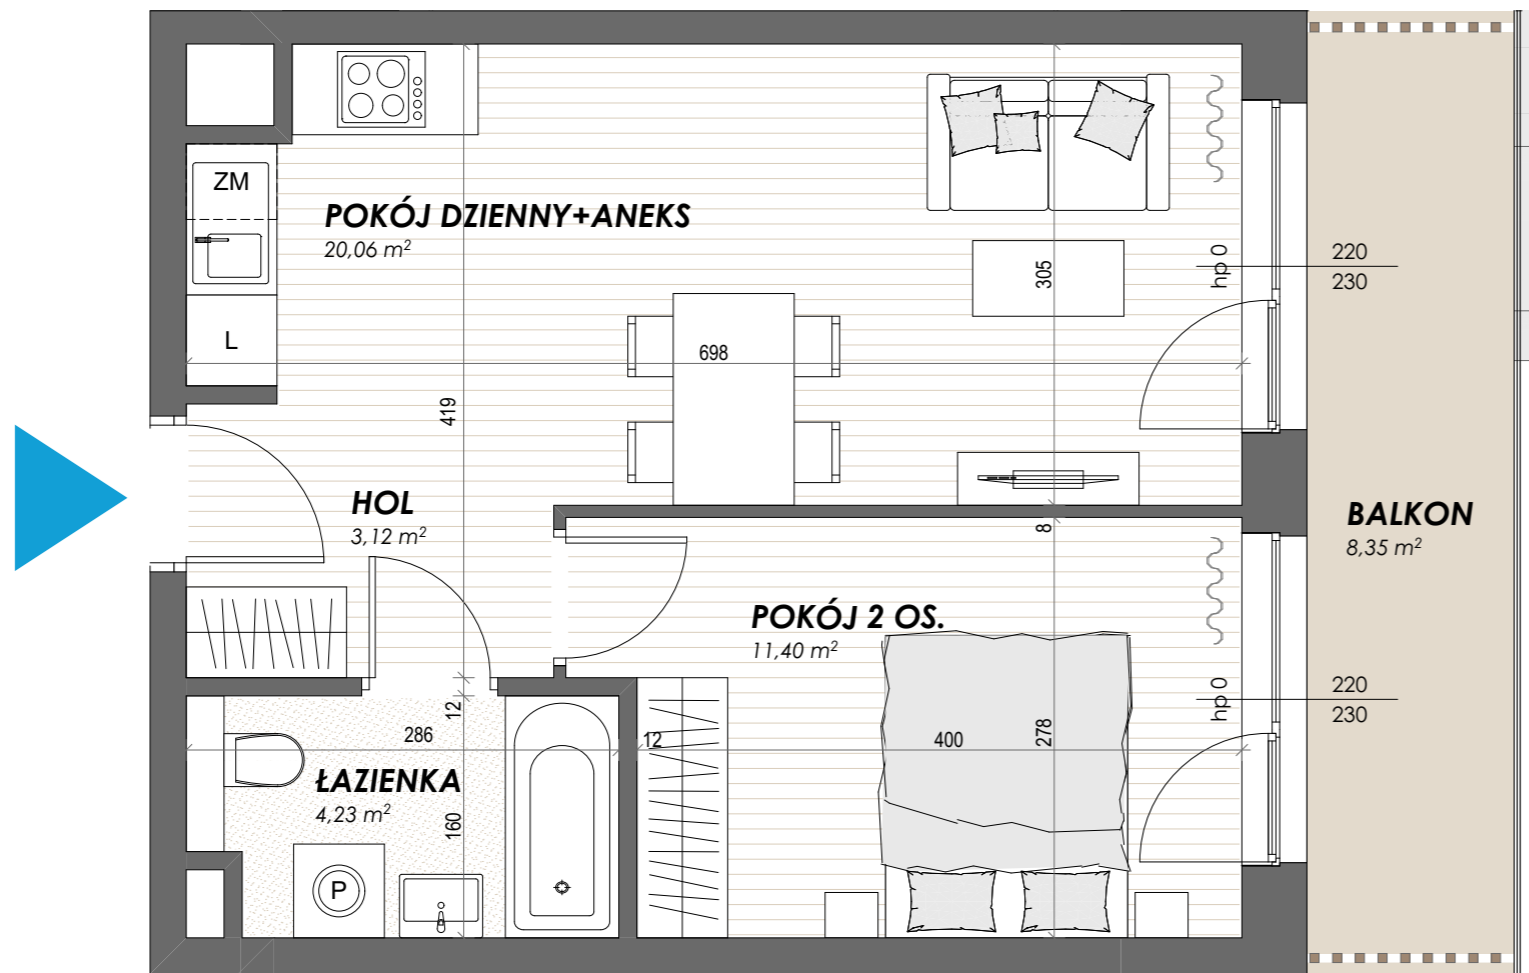 ZM
POKÓJ DZIENNY+ANEKS
20,06 m²
L
698
305
hp 0
220
230
419
HOL
3,12 m²
8
BALKON
8,35 m²
POKÓJ 2 OS.
11,40 m²
hp 0
220
230
12
286
12
400
278
ŁAZIENKA
4,23 m²
160
P